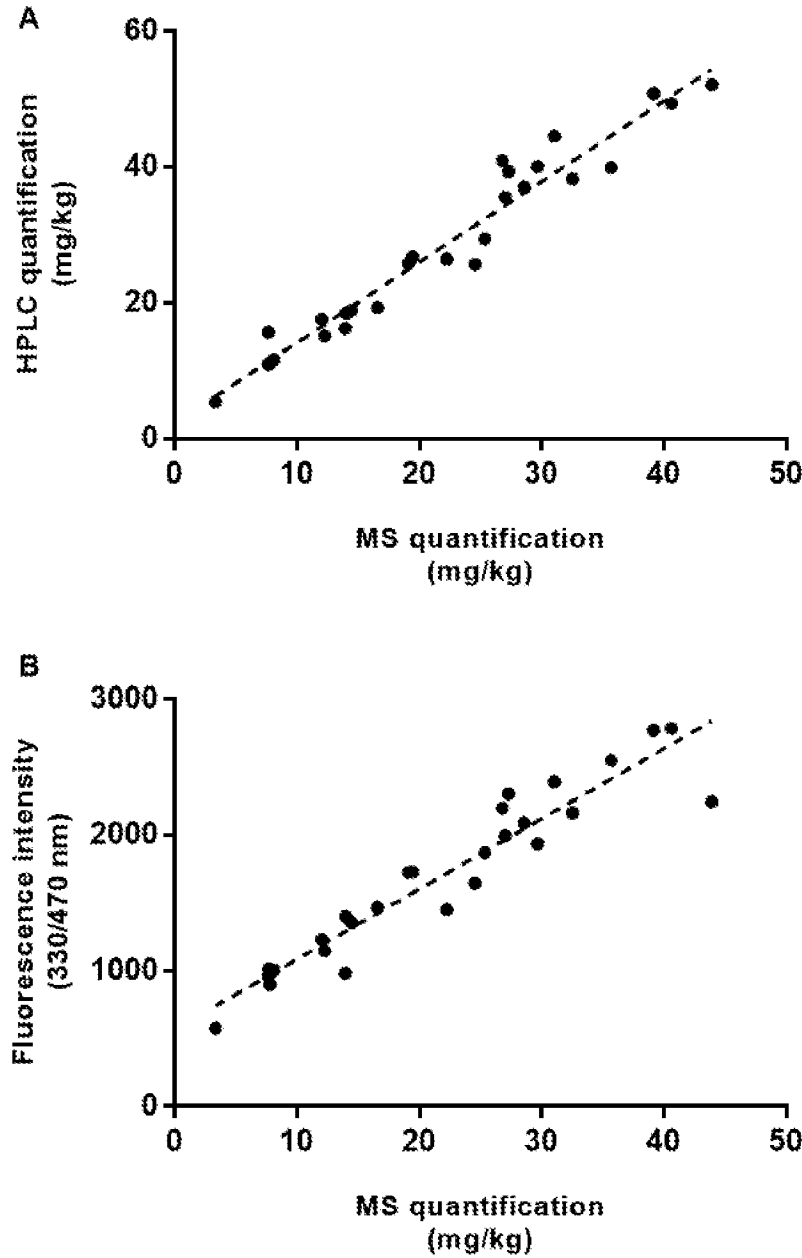 A
60
40
20
0
HPLC quantification
(mg/kg)
0 10 20 30 40 50
MS quantification
(mg/kg)
B
3000
2000
1000
0
Fluorescence intensity
(330/470 nm)
0 10 20 30 40 50
MS quantification
(mg/kg)